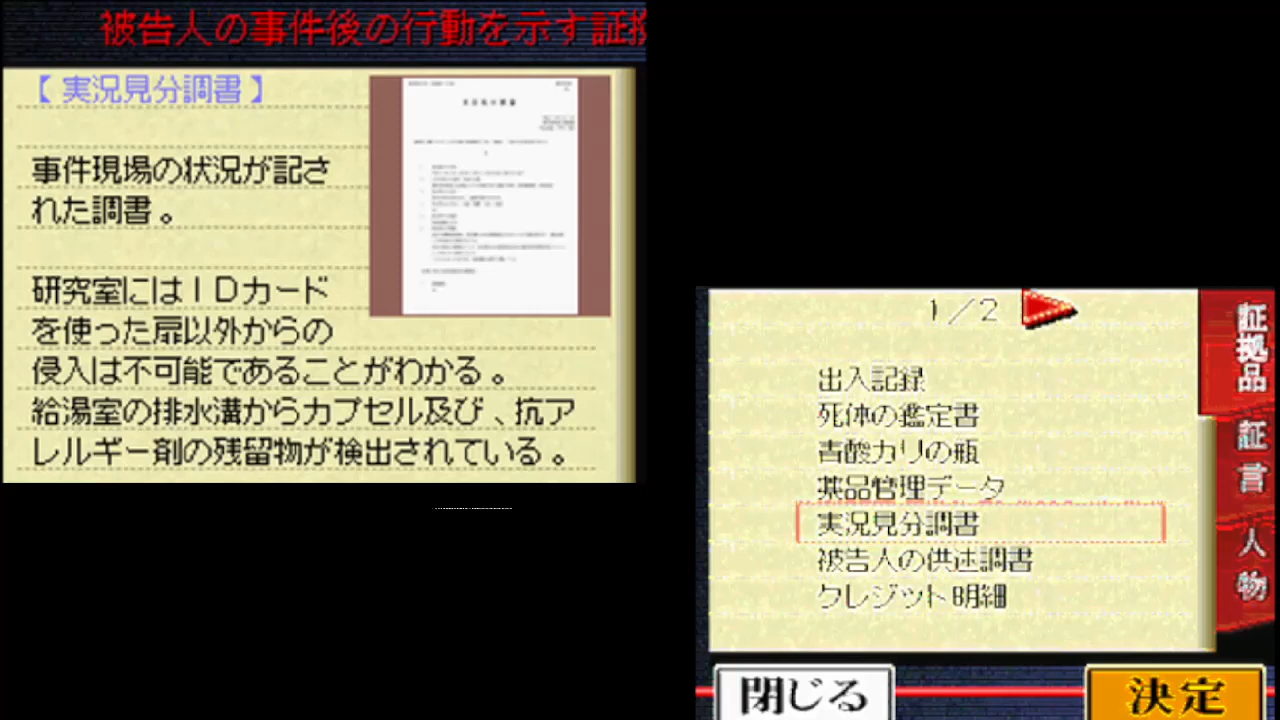 被告人の事件後の行動を示す証拠
【実況見分調書】
事件現場の状況が記さ
れた調書。
研究室にはIDカード
を使った扉以外からの
侵入は不可能であることがわかる。
給湯室の排水溝からカプセル及び、抗ア
レルギー剤の残留物が検出されている。
1/2
出入記録
死体の鑑定書
青酸カリの瓶
薬品管理データ
実況見分調書
被告人の供述調書
クレジット明細
証拠品
証言
人物
閉じる
決定